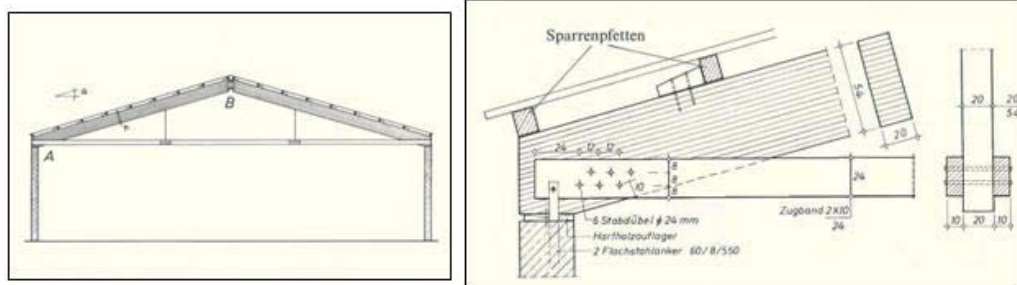 α
h
B
A
Sparrenpfetten
54
20
24 12 12
8
8
8
10
24
6 Stabdübel ϕ 24 mm
Hartholzauflager
2 Flachstahlanker 60/8/550
Zugband 2×10
24
20
20
54
10 20 10